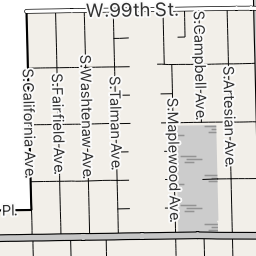 W. 99th St.
S. California Ave.
S. Fairfield Ave.
S. Washtenaw Ave.
S. Talman Ave.
S. Maplewood Ave.
S. Campbell Ave.
S. Artesian Ave.
Pl.